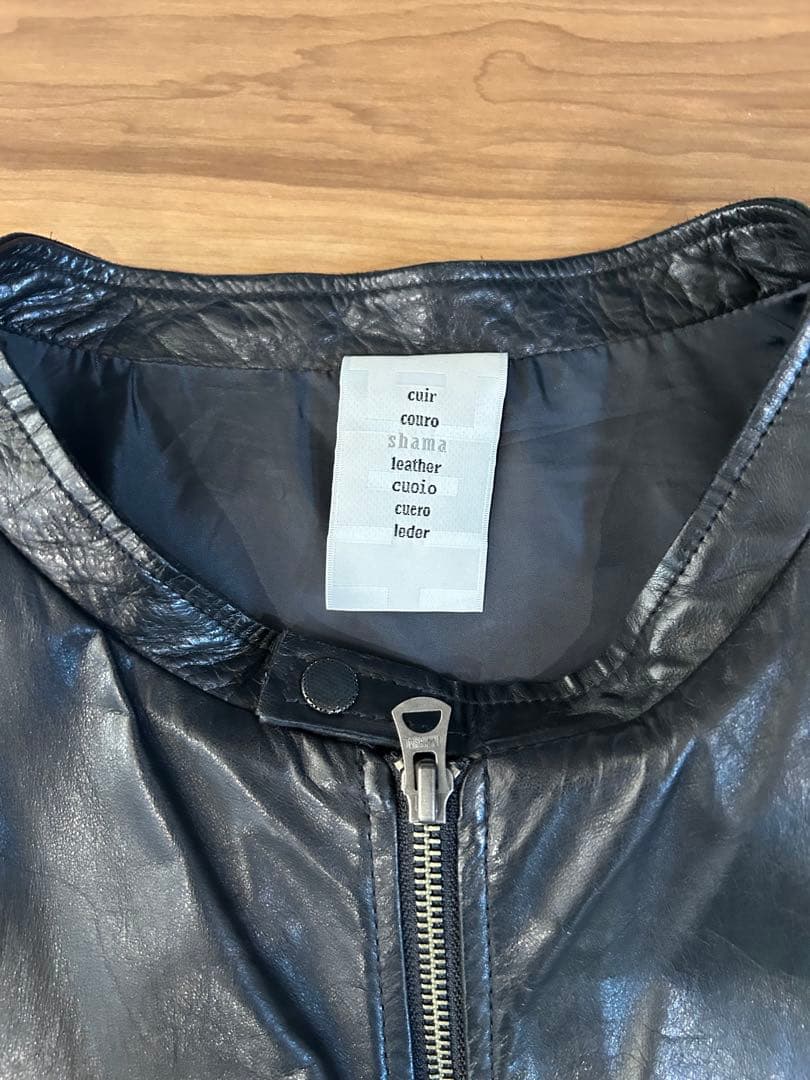 cuir
couro
shama
leather
cuoio
cuero
leder